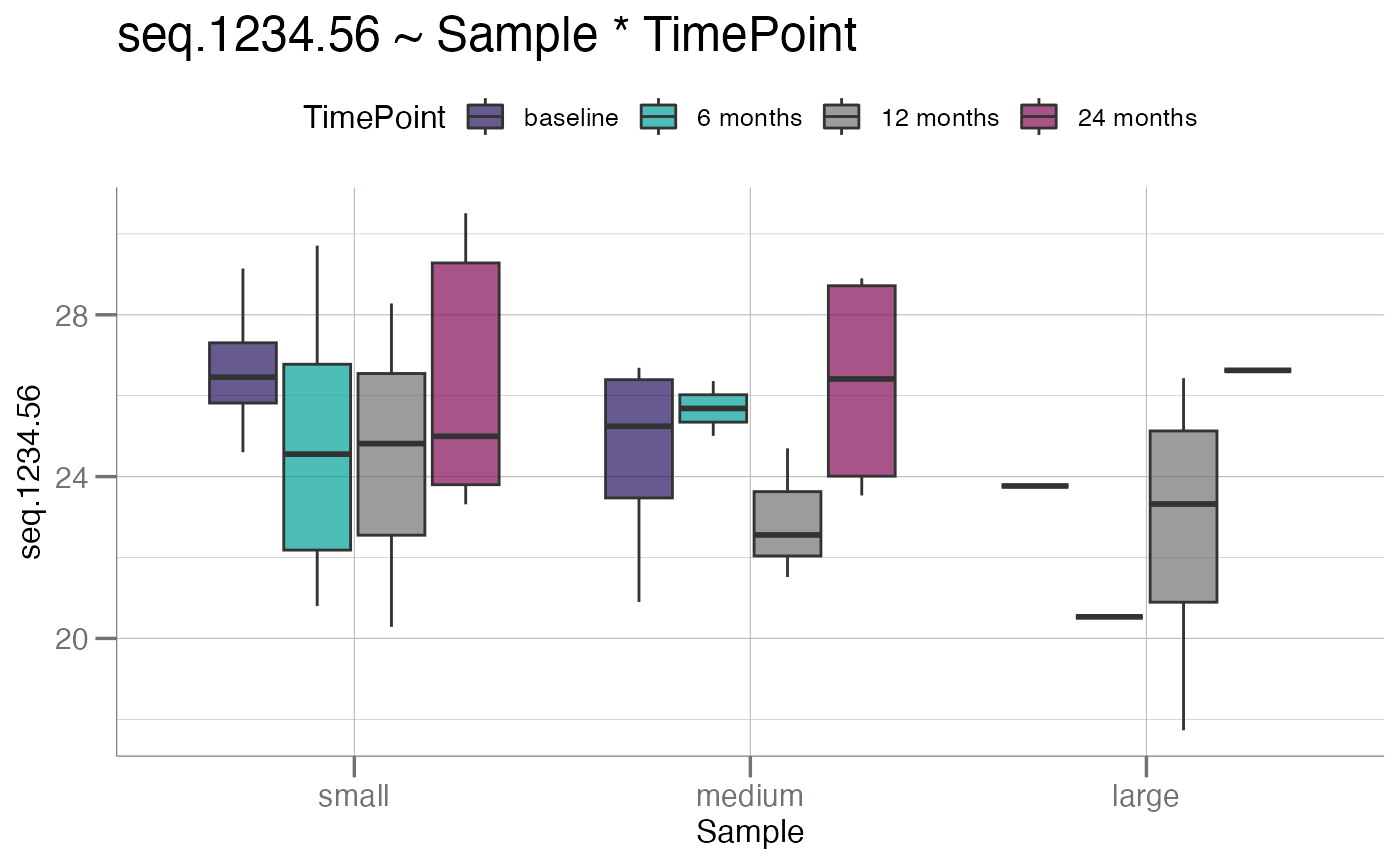 seq.1234.56 ~ Sample * TimePoint
TimePoint baseline 6 months 12 months 24 months
28
24
20
seq.1234.56
small medium large
Sample